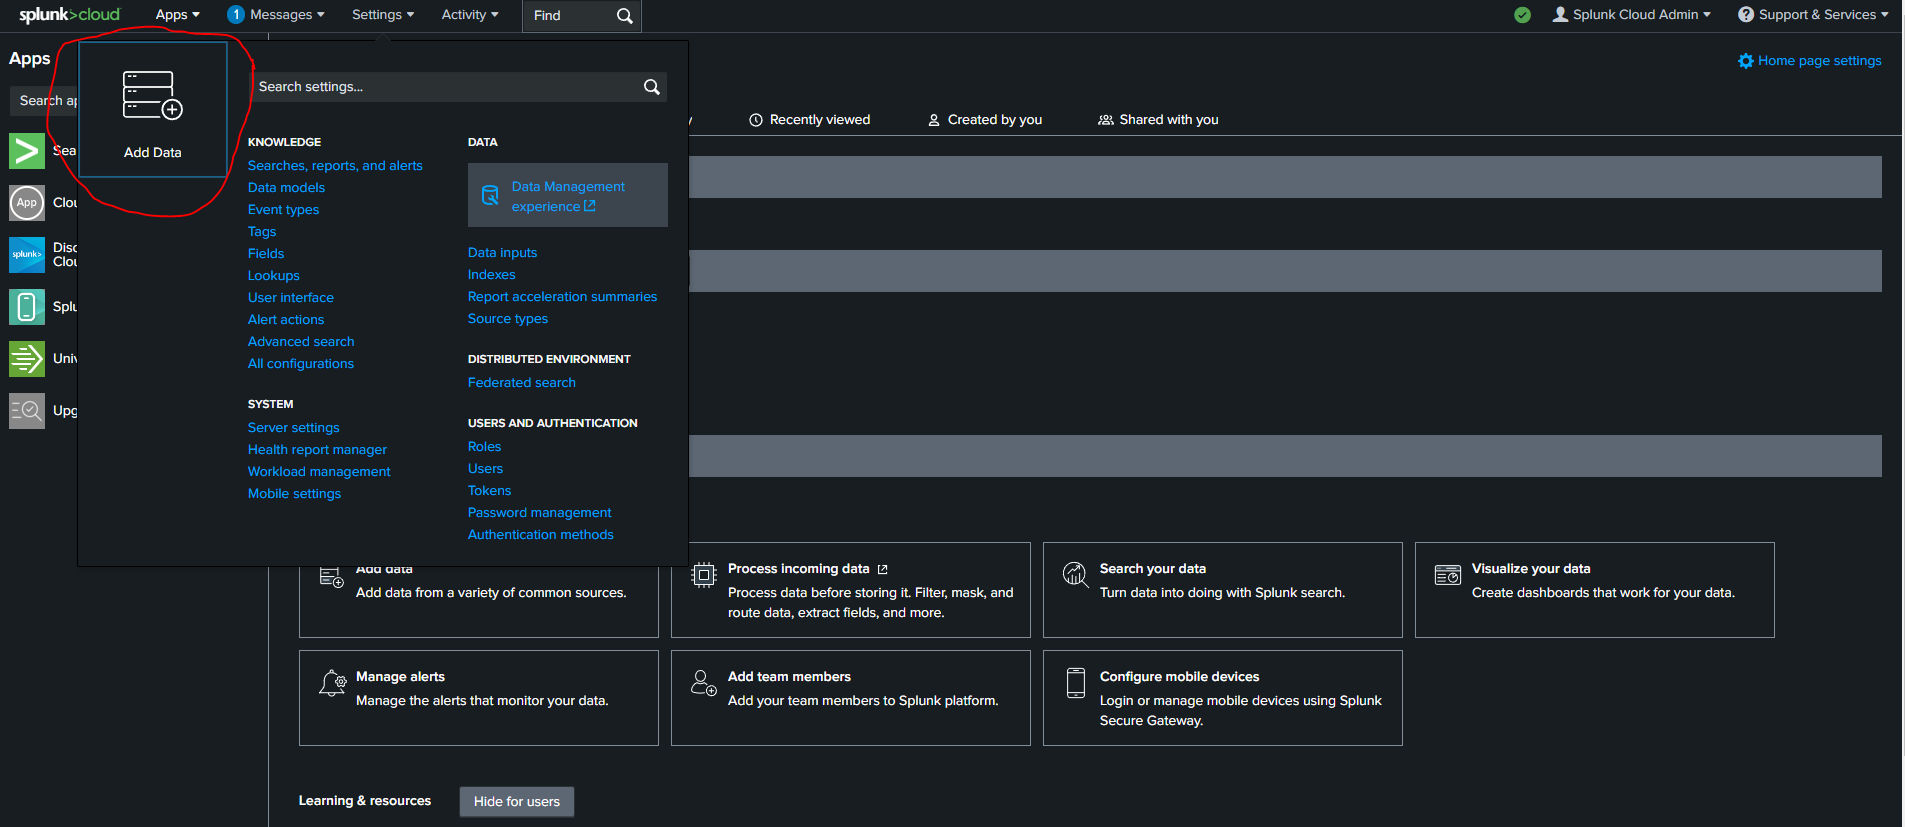 splunk>cloud
Apps
1 Messages
Settings
Activity
Find
Splunk Cloud Admin
? Support & Services
Apps
Home page settings
Search ap
Add Data
Search settings...
y
Recently viewed
Created by you
Shared with you
Sea
App
Clou
splunk>
Disc
Clou
Splu
Univ
Upg
KNOWLEDGE
Searches, reports, and alerts
Data models
Event types
Tags
Fields
Lookups
User interface
Alert actions
Advanced search
All configurations
SYSTEM
Server settings
Health report manager
Workload management
Mobile settings
DATA
Data Management
experience
Data inputs
Indexes
Report acceleration summaries
Source types
DISTRIBUTED ENVIRONMENT
Federated search
USERS AND AUTHENTICATION
Roles
Users
Tokens
Password management
Authentication methods
Add data
Add data from a variety of common sources.
Process incoming data
Process data before storing it. Filter, mask, and
route data, extract fields, and more.
Search your data
Turn data into doing with Splunk search.
Visualize your data
Create dashboards that work for your data.
Manage alerts
Manage the alerts that monitor your data.
Add team members
Add your team members to Splunk platform.
Configure mobile devices
Login or manage mobile devices using Splunk
Secure Gateway.
Learning & resources
Hide for users